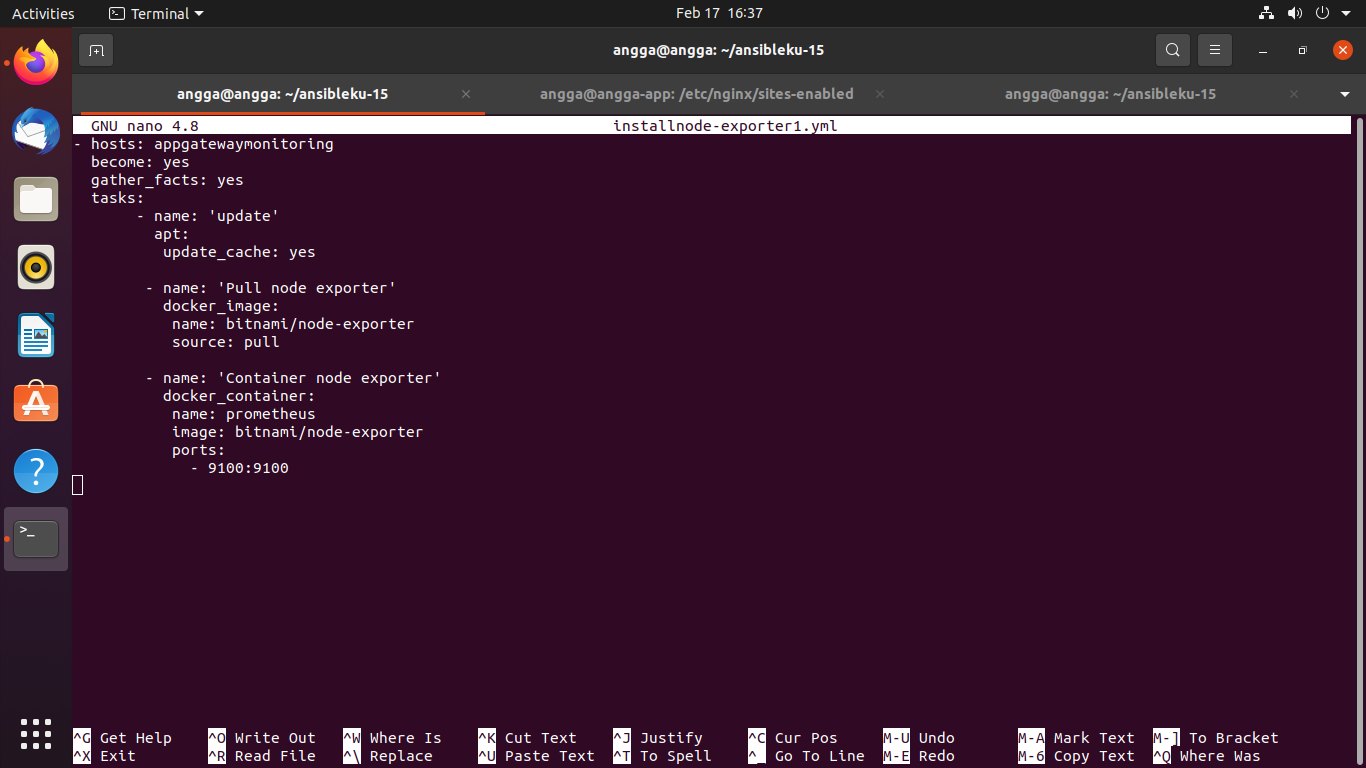 Activities Terminal Feb 17 16:37
angga@angga: ~/ansibleku-15
angga@angga: ~/ansibleku-15 angga@angga-app: /etc/nginx/sites-enabled angga@angga: ~/ansibleku-15
GNU nano 4.8 installnode-exporter1.yml
- hosts: appgatewaymonitoring
  become: yes
  gather_facts: yes
  tasks:
       - name: 'update'
         apt:
          update_cache: yes
        - name: 'Pull node exporter'
          docker_image:
           name: bitnami/node-exporter
           source: pull
        - name: 'Container node exporter'
          docker_container:
           name: prometheus
           image: bitnami/node-exporter
           ports:
             - 9100:9100
^G Get Help ^O Write Out ^W Where Is ^K Cut Text ^J Justify ^C Cur Pos M-U Undo M-A Mark Text M-] To Bracket
^X Exit ^R Read File ^\ Replace ^U Paste Text ^T To Spell ^_ Go To Line M-E Redo M-6 Copy Text ^Q Where Was